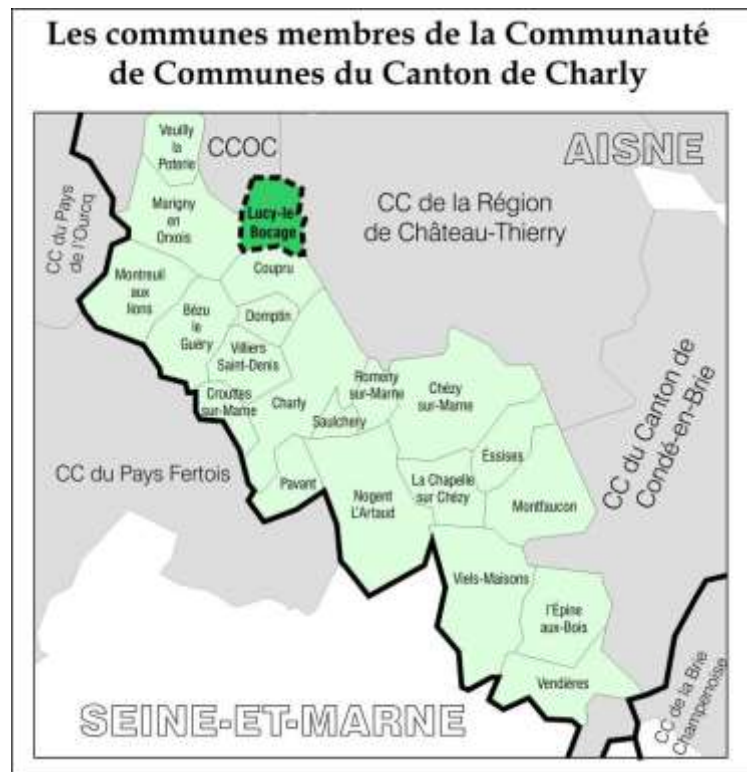 Les communes membres de la Communauté
de Communes du Canton de Charly
Veuilly
la
Poterie
CCOC
AISNE
CC du Pays
de l'Ourcq
Marigny
en
Orxois
Lucy-le
Bocage
CC de la Région
de Château-Thierry
Montreuil
aux
lions
Coupru
Bézu
le
Guéry
Domptin
Villiers
Saint-Denis
Crouttes
sur-Marne
Charly
Saulchery
Romeny
sur-Marne
Chézy
sur-Marne
CC du Canton de
Condé-en-Brie
CC du Pays Fertois
Pavant
Nogent
L'Artaud
La Chapelle
sur Chézy
Essises
Montfaucon
Viels-Maisons
l'Épine
aux-Bois
Vendières
SEINE-ET-MARNE
CC de la Brie
Champenoise